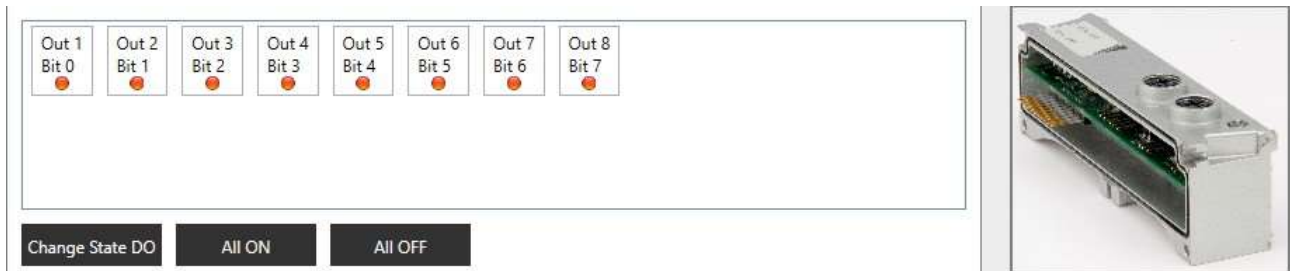 Out 1 Out 2 Out 3 Out 4 Out 5 Out 6 Out 7 Out 8
Bit 0 Bit 1 Bit 2 Bit 3 Bit 4 Bit 5 Bit 6 Bit 7
Change State DO All ON All OFF